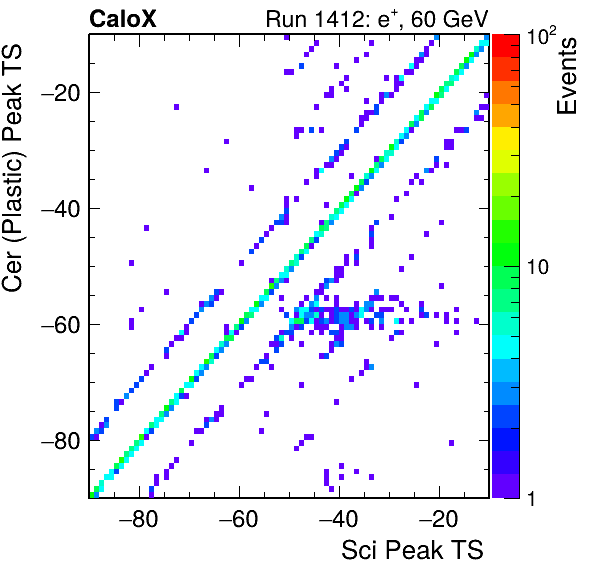 CaloX Run 1412: e⁺, 60 GeV
Cer (Plastic) Peak TS
−20
−40
−60
−80
−80 −60 −40 −20
Sci Peak TS
10²
10
1
Events